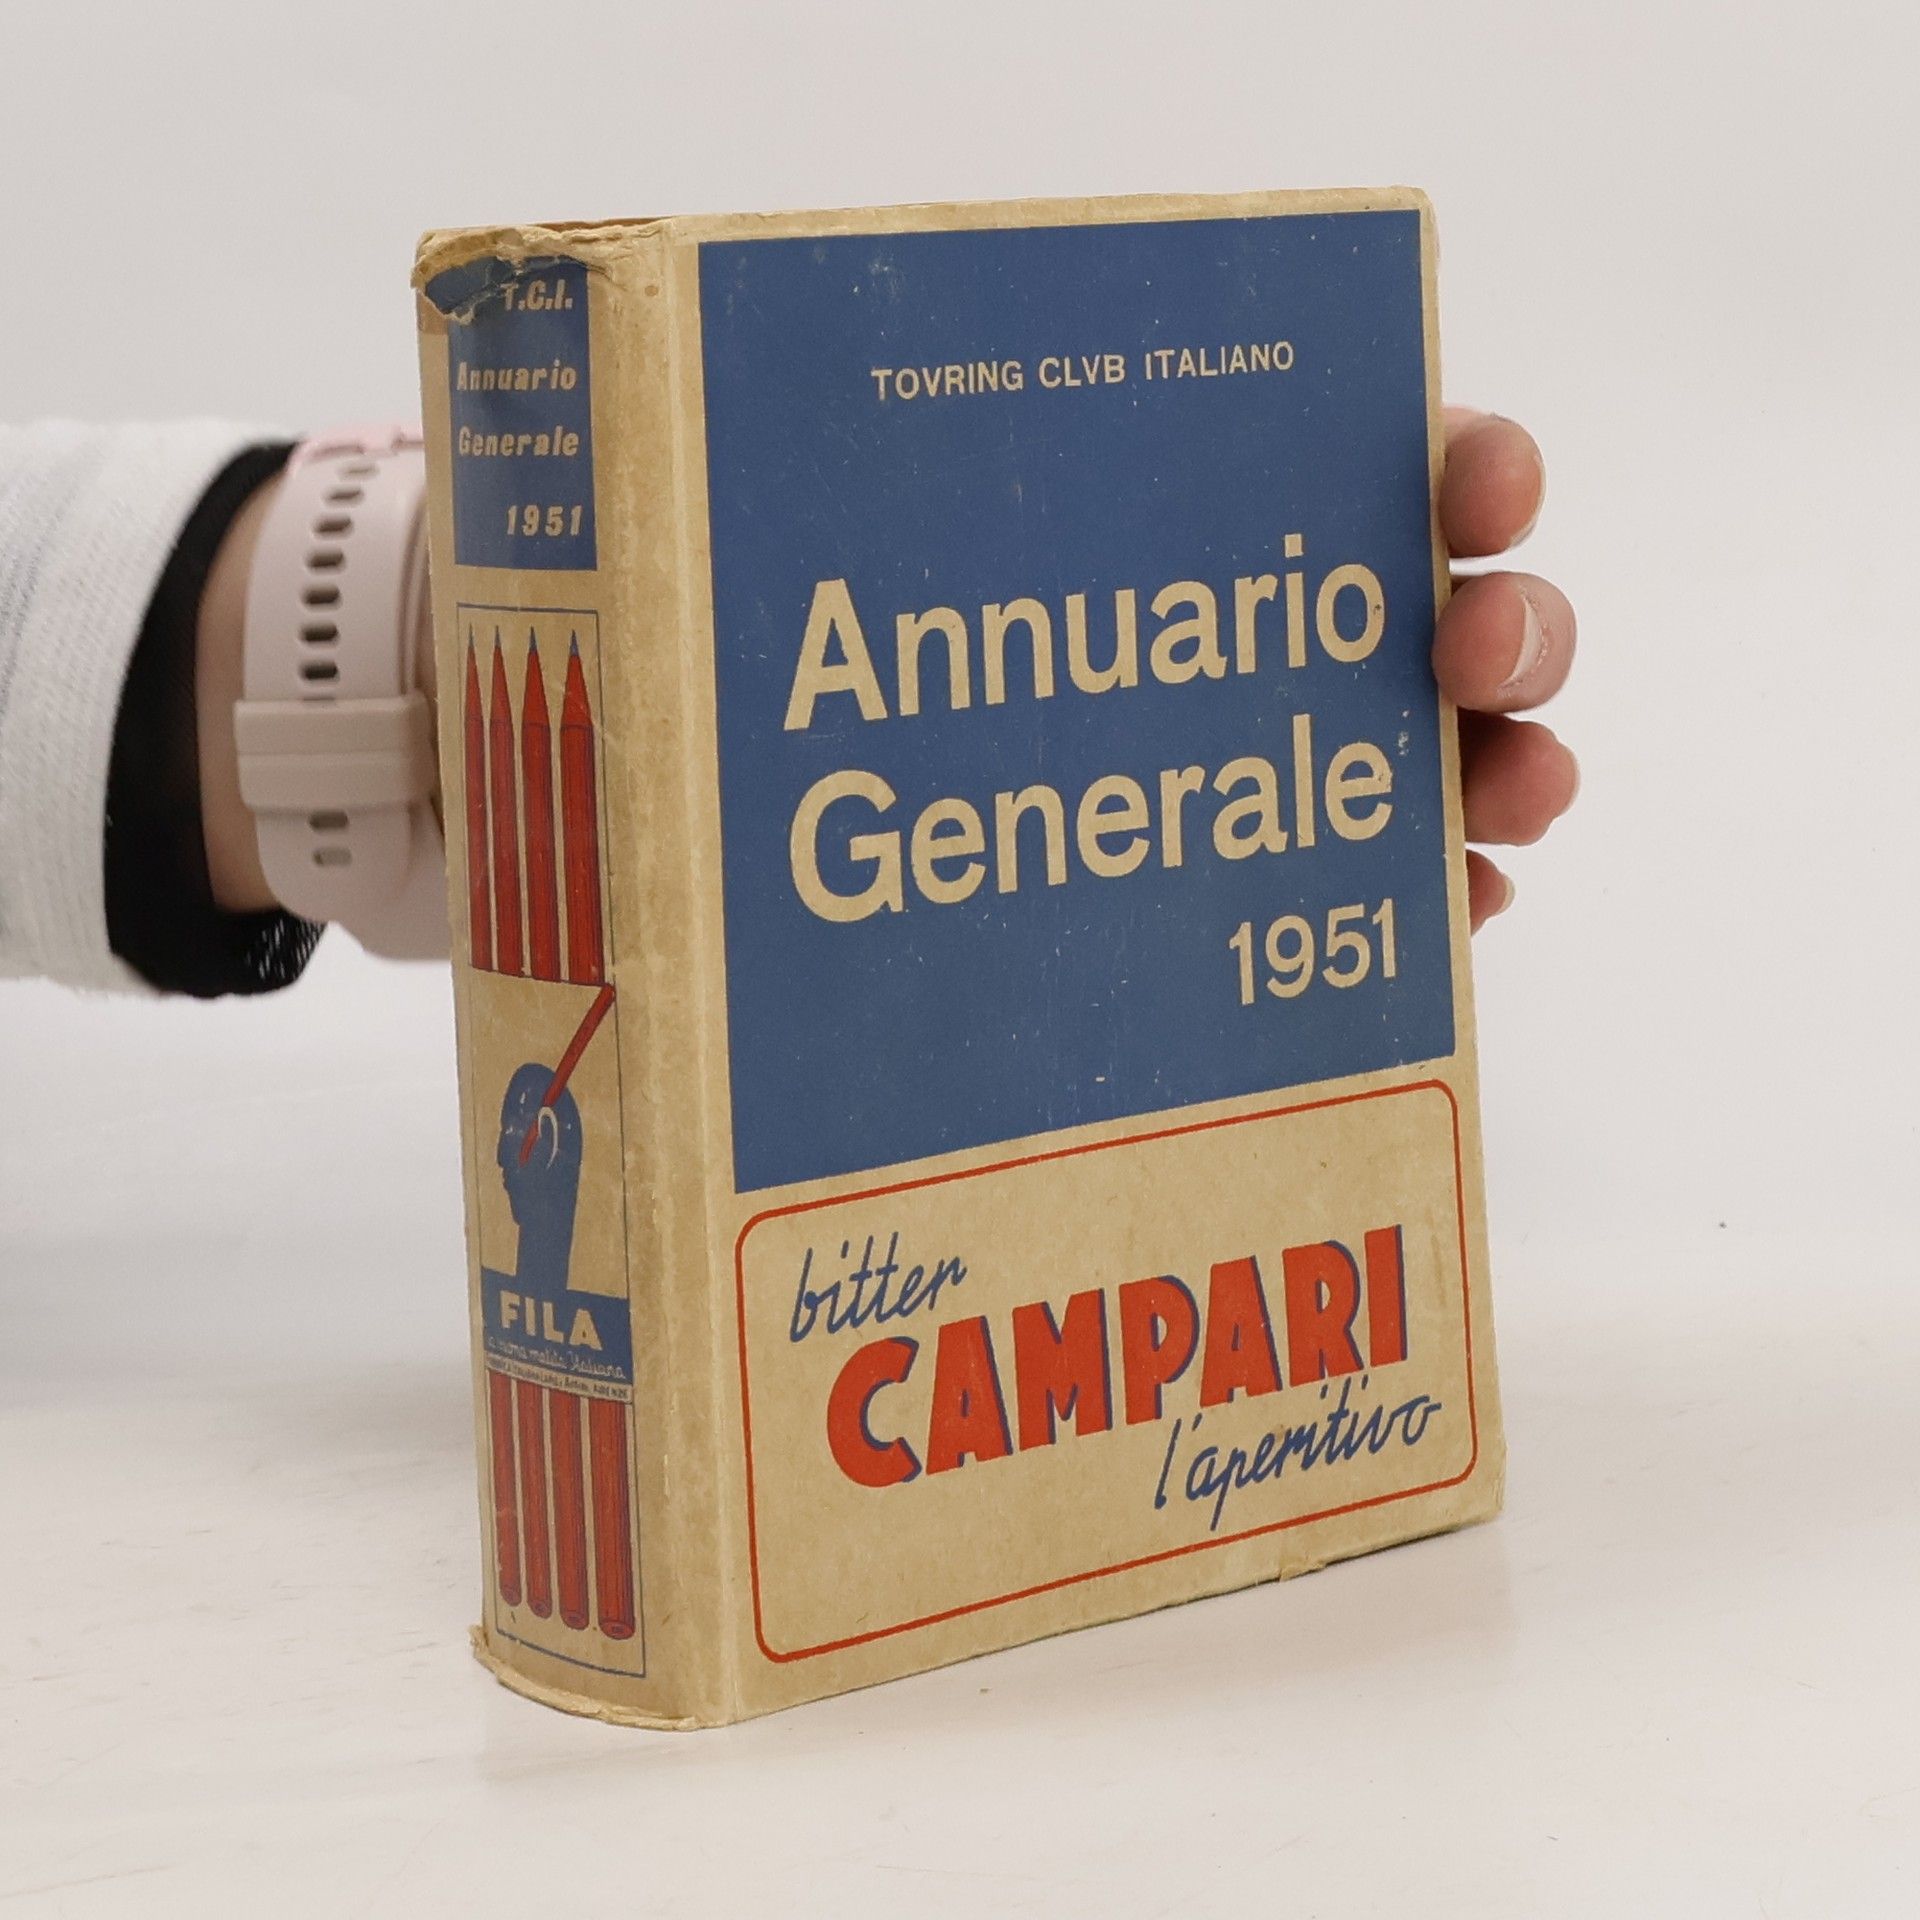 T.C.I.
Annuario
Generale
1951
FILA
TOVRING CLVB ITALIANO
Annuario
Generale
1951
bitter
CAMPARI
l'aperitivo